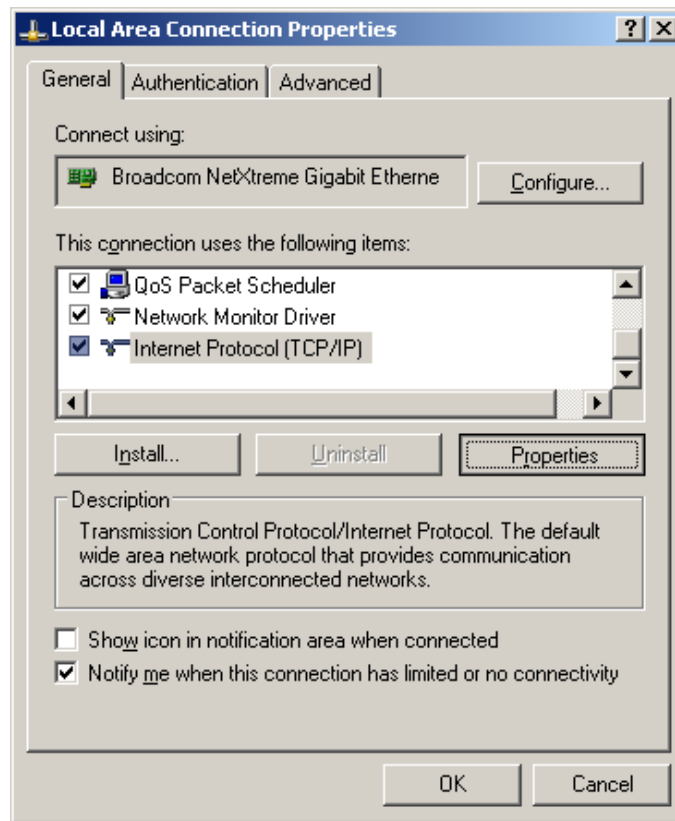 Local Area Connection Properties
General Authentication Advanced
Connect using:
Broadcom NetXtreme Gigabit Etherne
Configure...
This connection uses the following items:
QoS Packet Scheduler
Network Monitor Driver
Internet Protocol (TCP/IP)
Install... Uninstall Properties
Description
Transmission Control Protocol/Internet Protocol. The default
wide area network protocol that provides communication
across diverse interconnected networks.
Show icon in notification area when connected
Notify me when this connection has limited or no connectivity
OK Cancel